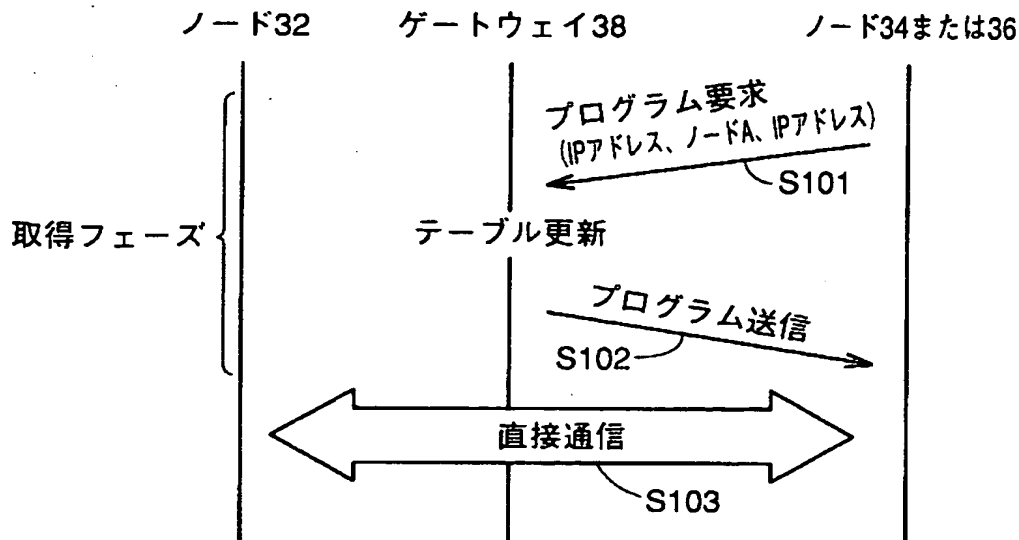 ノード32
ゲートウェイ38
ノード34または36
プログラム要求
(IPアドレス、ノードA、IPアドレス)
S101
取得フェーズ
テーブル更新
プログラム送信
S102
直接通信
S103